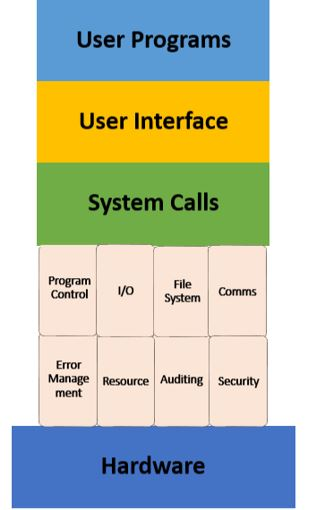 User Programs
User Interface
System Calls
Program
Control
I/O
File
System
Comms
Error
Manage
ment
Resource
Auditing
Security
Hardware